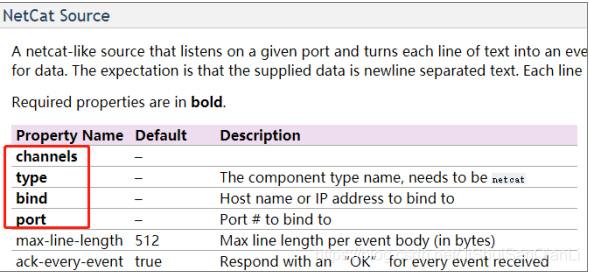 NetCat Source
A netcat-like source that listens on a given port and turns each line of text into an eve
for data. The expectation is that the supplied data is newline separated text. Each line
Required properties are in bold.
Property Name Default Description
channels –
type – The component type name, needs to be netcat
bind – Host name or IP address to bind to
port – Port # to bind to
max-line-length 512 Max line length per event body (in bytes)
ack-every-event true Respond with an "OK" for every event received